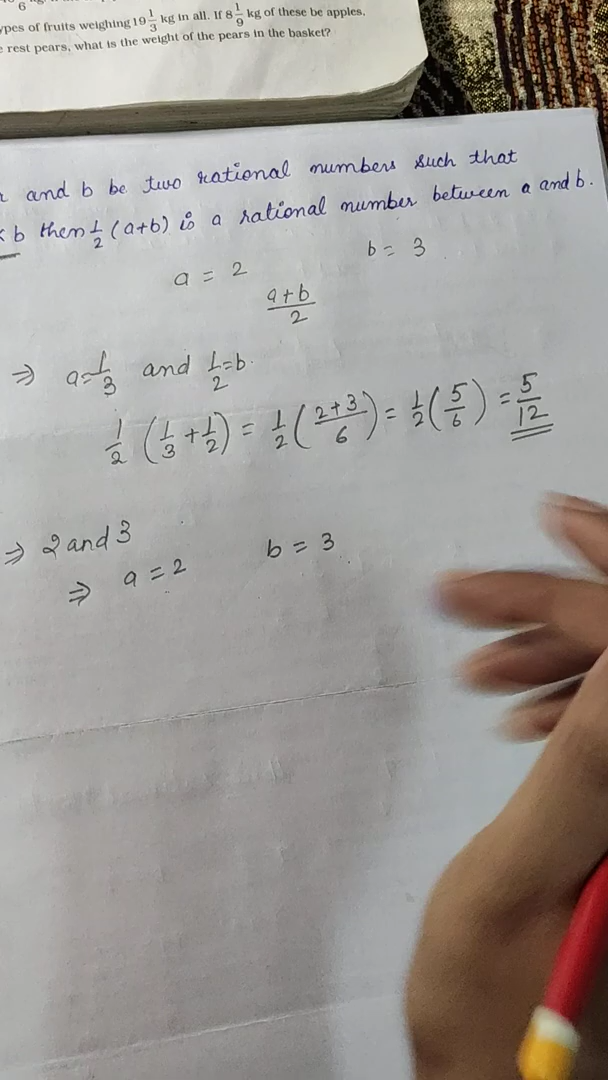 6
ypes of fruits weighing 19 1/3 kg in all. If 8 1/9 kg of these be apples,
e rest pears, what is the weight of the pears in the basket?
and b be two rational numbers such that
< b then 1/2 (a+b) is a rational number between a and b.
a = 2 b = 3
a+b/2
⇒ a=1/3 and 1/2=b.
1/2 (1/3 + 1/2) = 1/2 (2+3/6) = 1/2 (5/6) = 5/12
⇒ 2 and 3
⇒ a = 2 b = 3